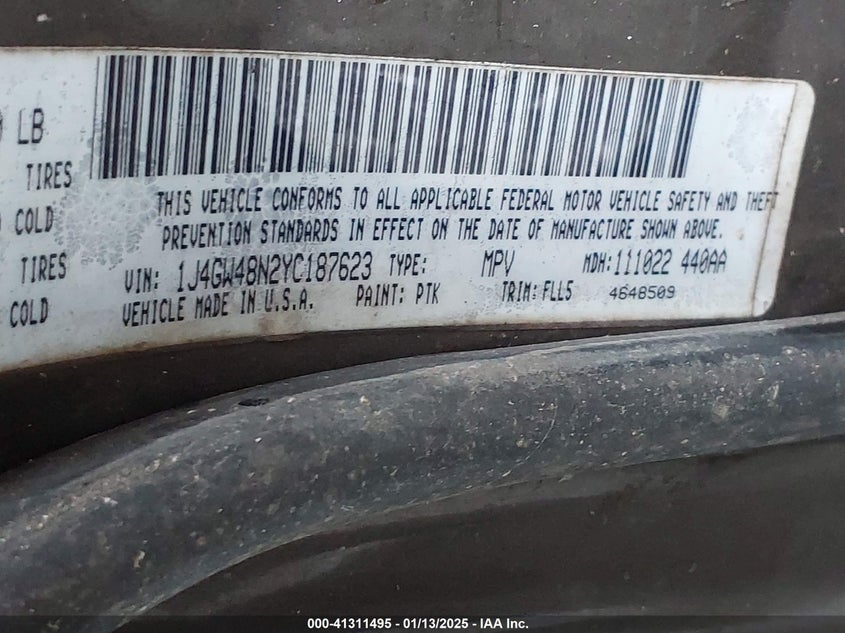 LB
TIRES
COLD
TIRES
COLD
THIS VEHICLE CONFORMS TO ALL APPLICABLE FEDERAL MOTOR VEHICLE SAFETY AND THEFT
PREVENTION STANDARDS IN EFFECT ON THE DATE OF MANUFACTURE SHOWN ABOVE.
VIN: 1J4GW48N2YC187623 TYPE: MPV MDH:111022 440AA
VEHICLE MADE IN U.S.A. PAINT: PTK TRIM:FLL5 4648509
000-41311495 — 01/13/2025 — IAA Inc.